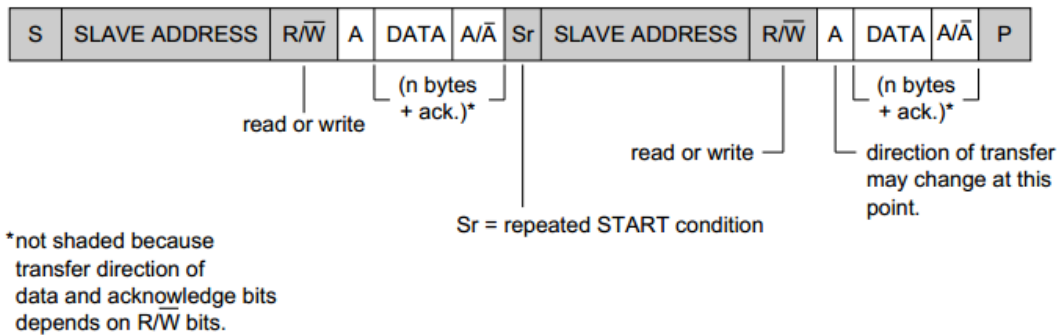 S SLAVE ADDRESS R/W̅ A DATA A/A̅ Sr SLAVE ADDRESS R/W̅ A DATA A/A̅ P
(n bytes
+ ack.)*
read or write
(n bytes
+ ack.)*
read or write
direction of transfer
may change at this
point.
Sr = repeated START condition
*not shaded because
transfer direction of
data and acknowledge bits
depends on R/W̅ bits.